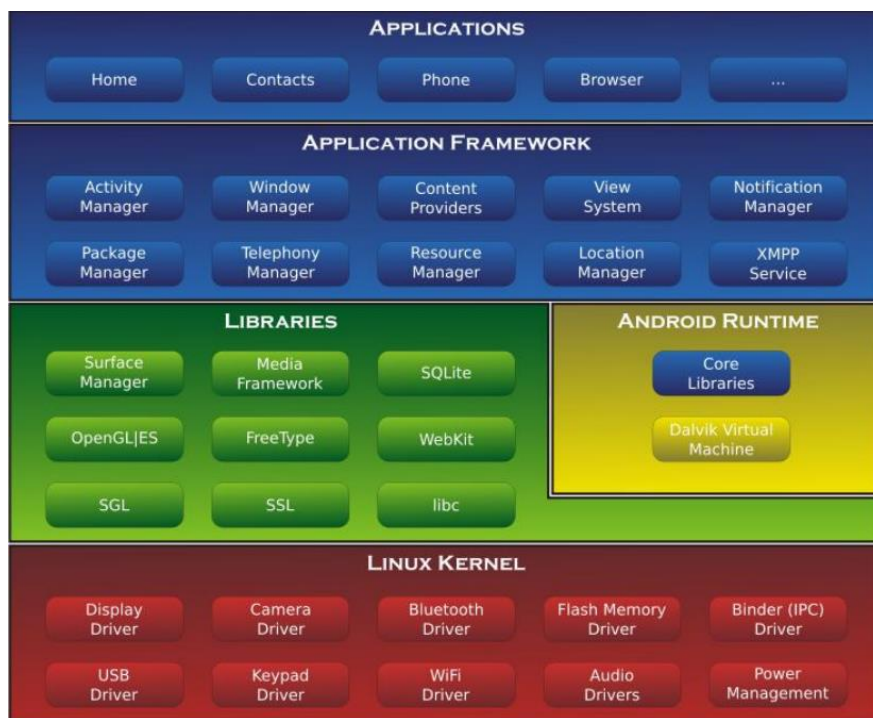 APPLICATIONS
Home
Contacts
Phone
Browser
...
APPLICATION FRAMEWORK
Activity
Manager
Window
Manager
Content
Providers
View
System
Notification
Manager
Package
Manager
Telephony
Manager
Resource
Manager
Location
Manager
XMPP
Service
LIBRARIES
Surface
Manager
Media
Framework
SQLite
OpenGL|ES
FreeType
WebKit
SGL
SSL
libc
ANDROID RUNTIME
Core
Libraries
Dalvik Virtual
Machine
LINUX KERNEL
Display
Driver
Camera
Driver
Bluetooth
Driver
Flash Memory
Driver
Binder (IPC)
Driver
USB
Driver
Keypad
Driver
WiFi
Driver
Audio
Drivers
Power
Management